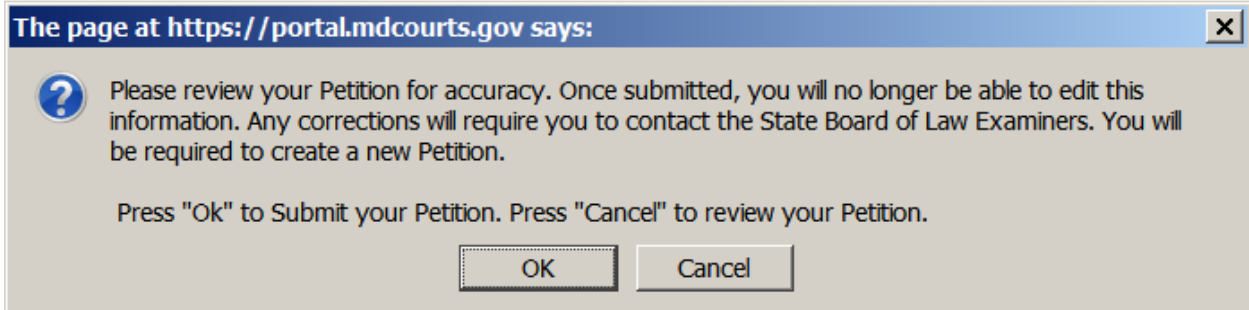 The page at https://portal.mdcourts.gov says:
Please review your Petition for accuracy. Once submitted, you will no longer be able to edit this
information. Any corrections will require you to contact the State Board of Law Examiners. You will
be required to create a new Petition.
Press "Ok" to Submit your Petition. Press "Cancel" to review your Petition.
OK
Cancel